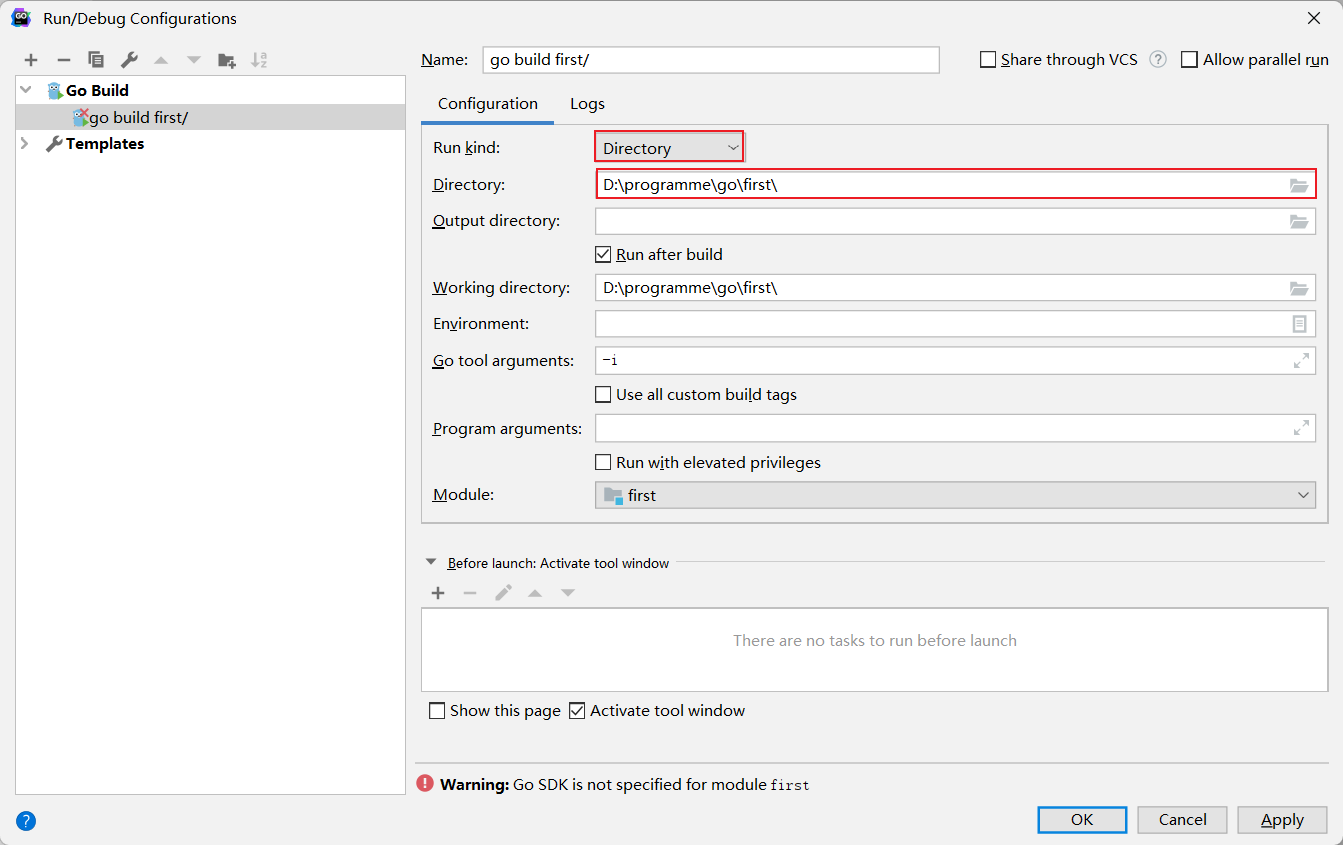 Run/Debug Configurations
Name: go build first/ Share through VCS ? Allow parallel run
Go Build
go build first/
Templates
Configuration Logs
Run kind: Directory
Directory: D:\programme\go\first\
Output directory:
Run after build
Working directory: D:\programme\go\first\
Environment:
Go tool arguments: -i
Use all custom build tags
Program arguments:
Run with elevated privileges
Module: first
Before launch: Activate tool window
There are no tasks to run before launch
Show this page Activate tool window
Warning: Go SDK is not specified for module first
? OK Cancel Apply